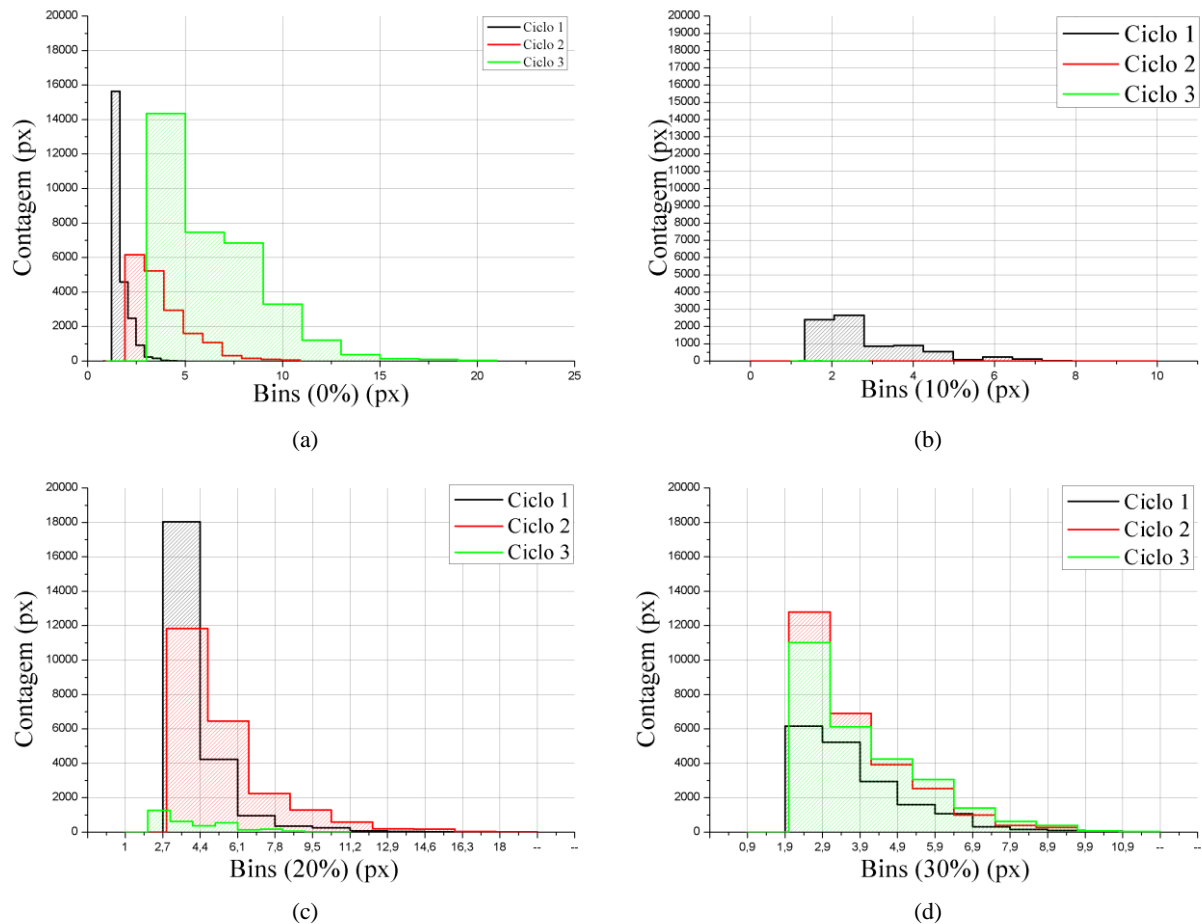 Contagem (px)
20000
18000
16000
14000
12000
10000
8000
6000
4000
2000
0
Ciclo 1
Ciclo 2
Ciclo 3
0 5 10 15 20 25
Bins (0%) (px)
(a)
Contagem (px)
20000
19000
18000
17000
16000
15000
14000
13000
12000
11000
10000
9000
8000
7000
6000
5000
4000
3000
2000
1000
0
Ciclo 1
Ciclo 2
Ciclo 3
0 2 4 6 8 10
Bins (10%) (px)
(b)
Contagem (px)
20000
18000
16000
14000
12000
10000
8000
6000
4000
2000
0
Ciclo 1
Ciclo 2
Ciclo 3
1 2,7 4,4 6,1 7,8 9,5 11,2 12,9 14,6 16,3 18 -- --
Bins (20%) (px)
(c)
Contagem (px)
20000
18000
16000
14000
12000
10000
8000
6000
4000
2000
0
Ciclo 1
Ciclo 2
Ciclo 3
0,9 1,9 2,9 3,9 4,9 5,9 6,9 7,9 8,9 9,9 10,9 -- --
Bins (30%) (px)
(d)